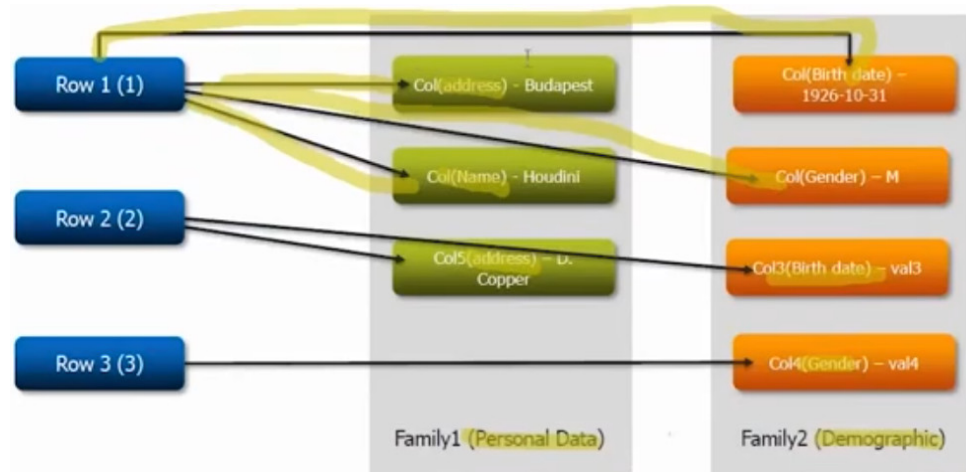 Row 1 (1)
Col(address) - Budapest
Col(Birth date) –
1926-10-31
Col(Name) - Houdini
Col(Gender) – M
Row 2 (2)
Col5(address) – D.
Copper
Col3(Birth date) – val3
Row 3 (3)
Col4(Gender) – val4
Family1 (Personal Data)
Family2 (Demographic)